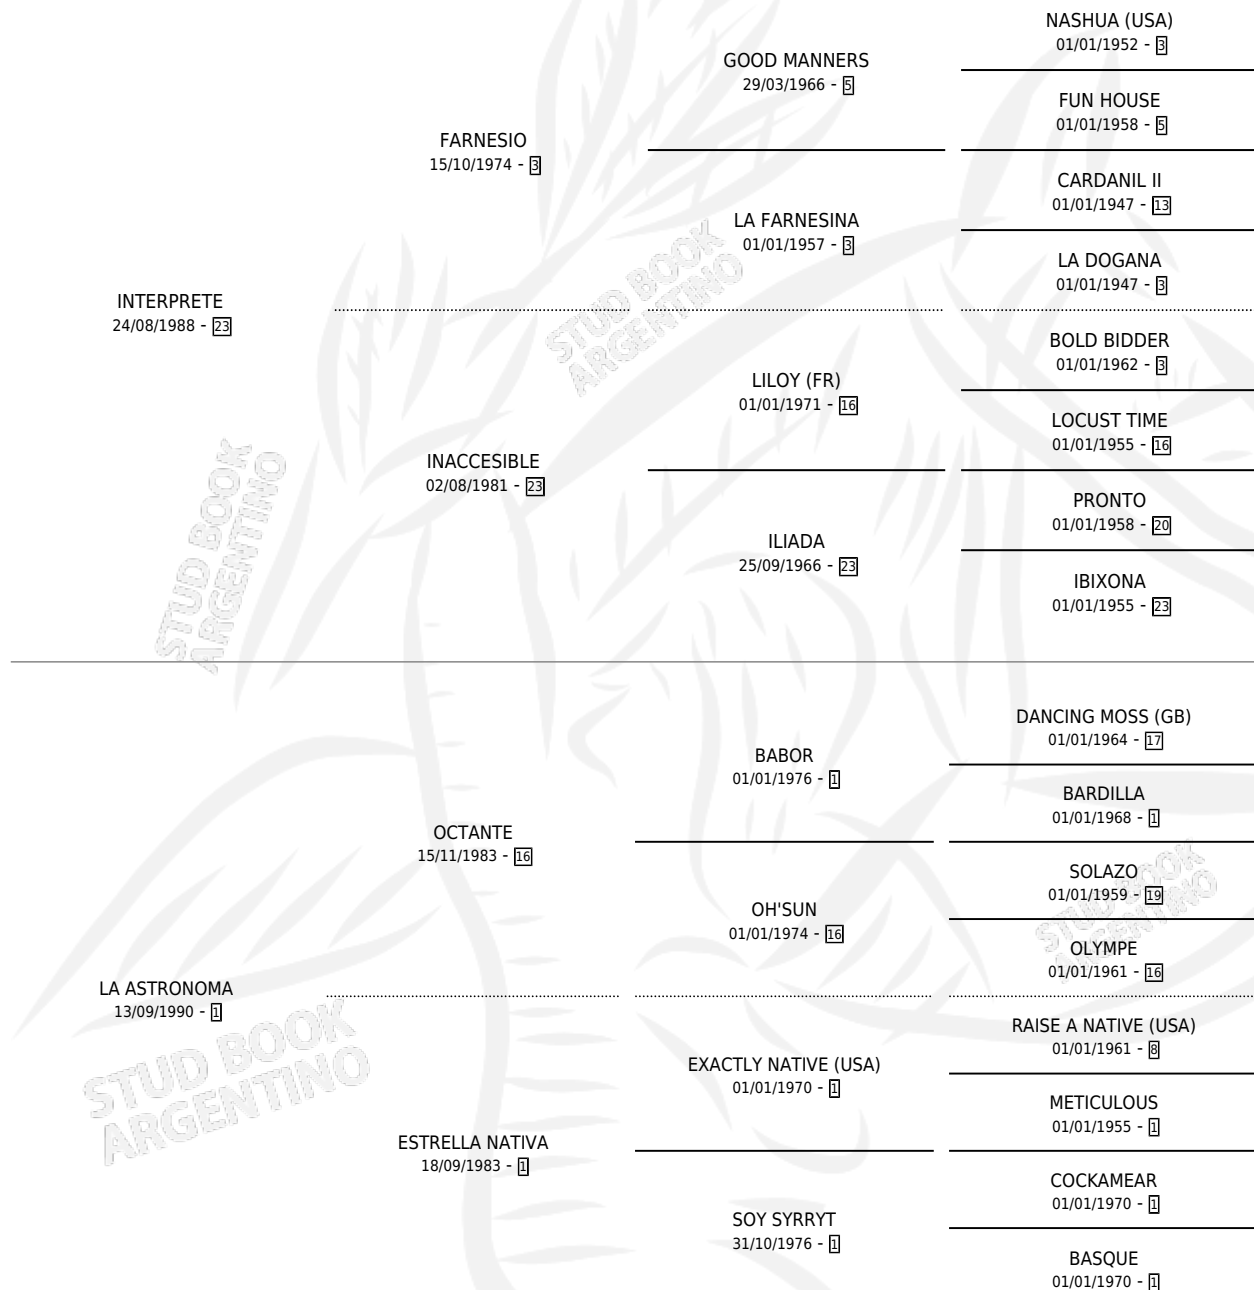 NASHUA (USA)
01/01/1952 - 3
GOOD MANNERS
29/03/1966 - 5
FUN HOUSE
01/01/1958 - 5
FARNESIO
15/10/1974 - 3
CARDANIL II
01/01/1947 - 13
LA FARNESINA
01/01/1957 - 3
LA DOGANA
01/01/1947 - 3
INTERPRETE
24/08/1988 - 23
BOLD BIDDER
01/01/1962 - 3
LILOY (FR)
01/01/1971 - 16
LOCUST TIME
01/01/1955 - 16
INACCESIBLE
02/08/1981 - 23
PRONTO
01/01/1958 - 20
ILIADA
25/09/1966 - 23
IBIXONA
01/01/1955 - 23
STUD BOOK
ARGENTINO
STUD BOOK
ARGENTINO
DANCING MOSS (GB)
01/01/1964 - 17
BABOR
01/01/1976 - 1
BARDILLA
01/01/1968 - 1
OCTANTE
15/11/1983 - 16
SOLAZO
01/01/1959 - 19
OH'SUN
01/01/1974 - 16
OLYMPE
01/01/1961 - 16
LA ASTRONOMA
13/09/1990 - 1
RAISE A NATIVE (USA)
01/01/1961 - 8
EXACTLY NATIVE (USA)
01/01/1970 - 1
METICULOUS
01/01/1955 - 1
ESTRELLA NATIVA
18/09/1983 - 1
COCKAMEAR
01/01/1970 - 1
SOY SYRRYT
31/10/1976 - 1
BASQUE
01/01/1970 - 1
STUD BOOK
ARGENTINO
STUD BOOK
ARGENTINO